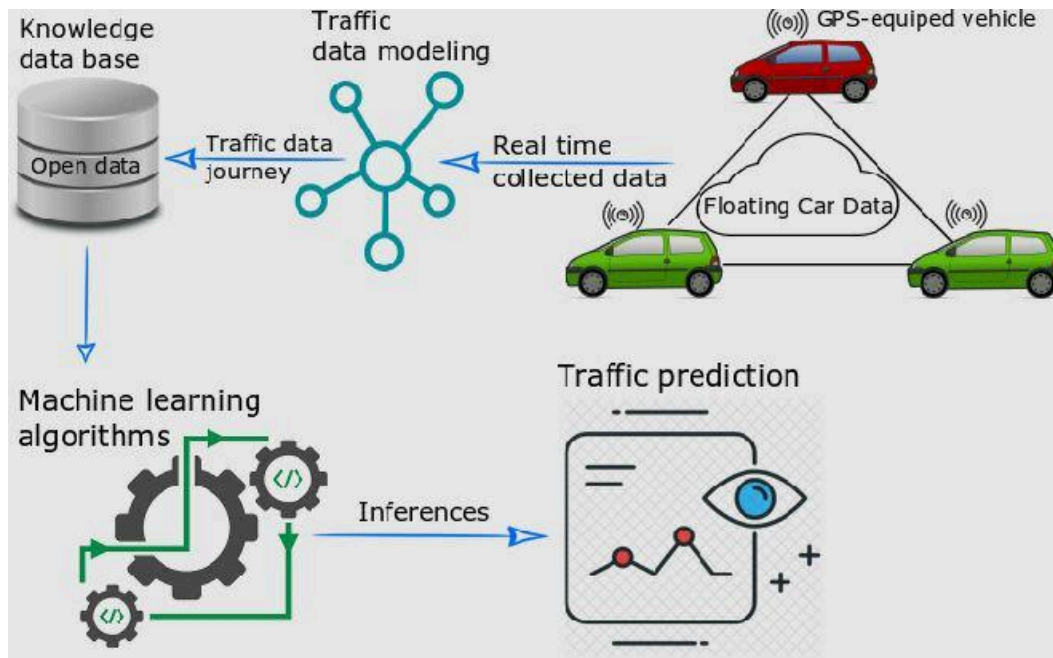 Knowledge
data base
Open data
Traffic
data modeling
Traffic data
journey
Real time
collected data
GPS-equiped vehicle
Floating Car Data
Machine learning
algorithms
</>
</>
Inferences
Traffic prediction